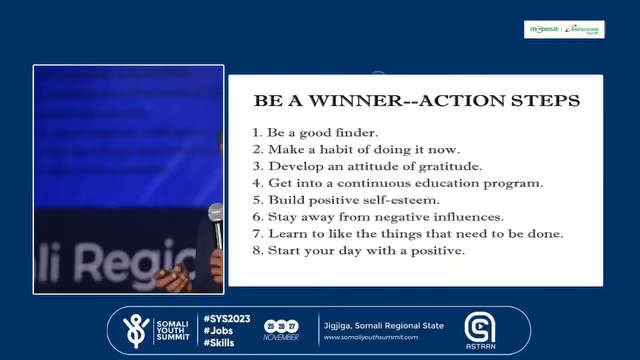 m-pesa
Safaricom
BE A WINNER--ACTION STEPS
1. Be a good finder.
2. Make a habit of doing it now.
3. Develop an attitude of gratitude.
4. Get into a continuous education program.
5. Build positive self-esteem.
6. Stay away from negative influences.
7. Learn to like the things that need to be done.
8. Start your day with a positive.
ali Regio
SOMALI
YOUTH
SUMMIT
#SYS2023
#Jobs
#Skills
25 26 27
NOVEMBER
Jigjiga, Somali Regional State
www.somaliyouthsummit.com